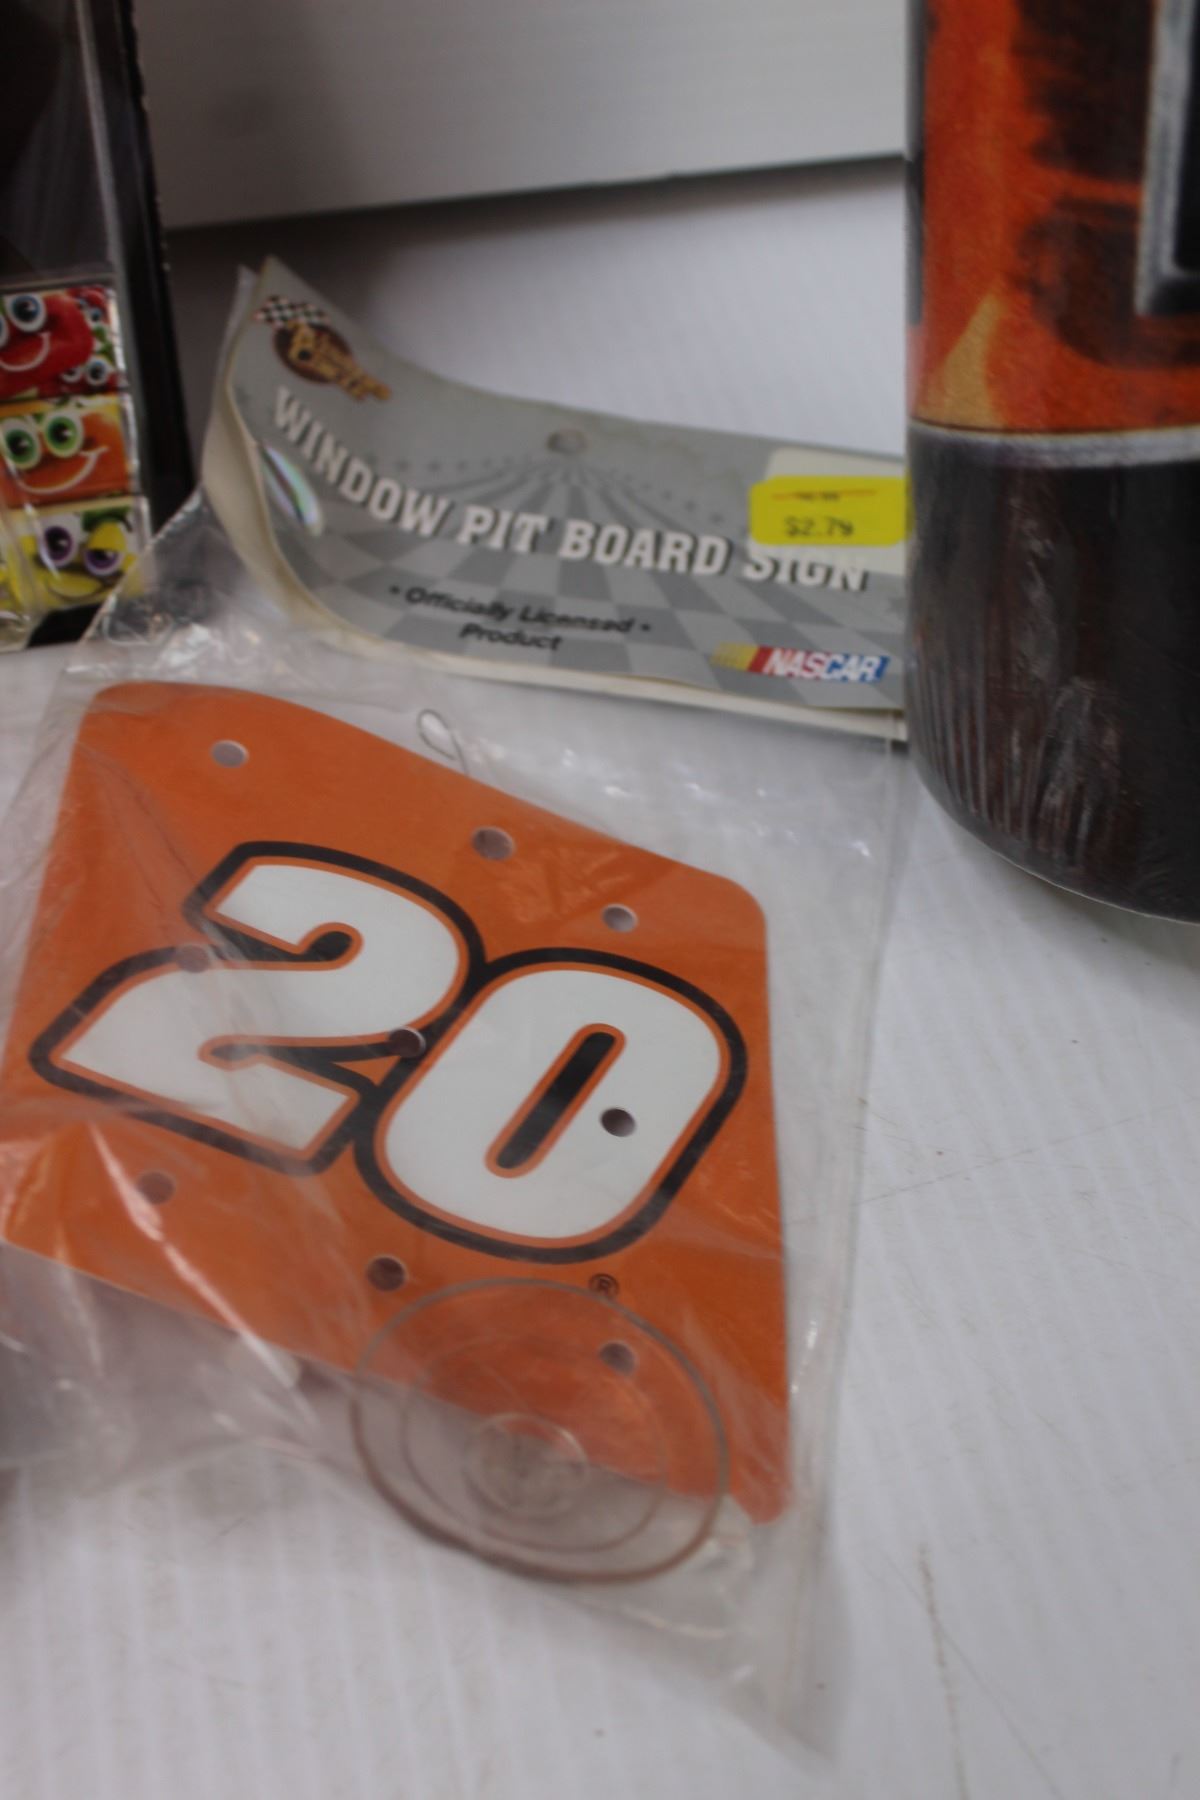 WINDOW PIT BOARD SIGN
$2.79
• Officially Licensed •
Product
NASCAR
20
®